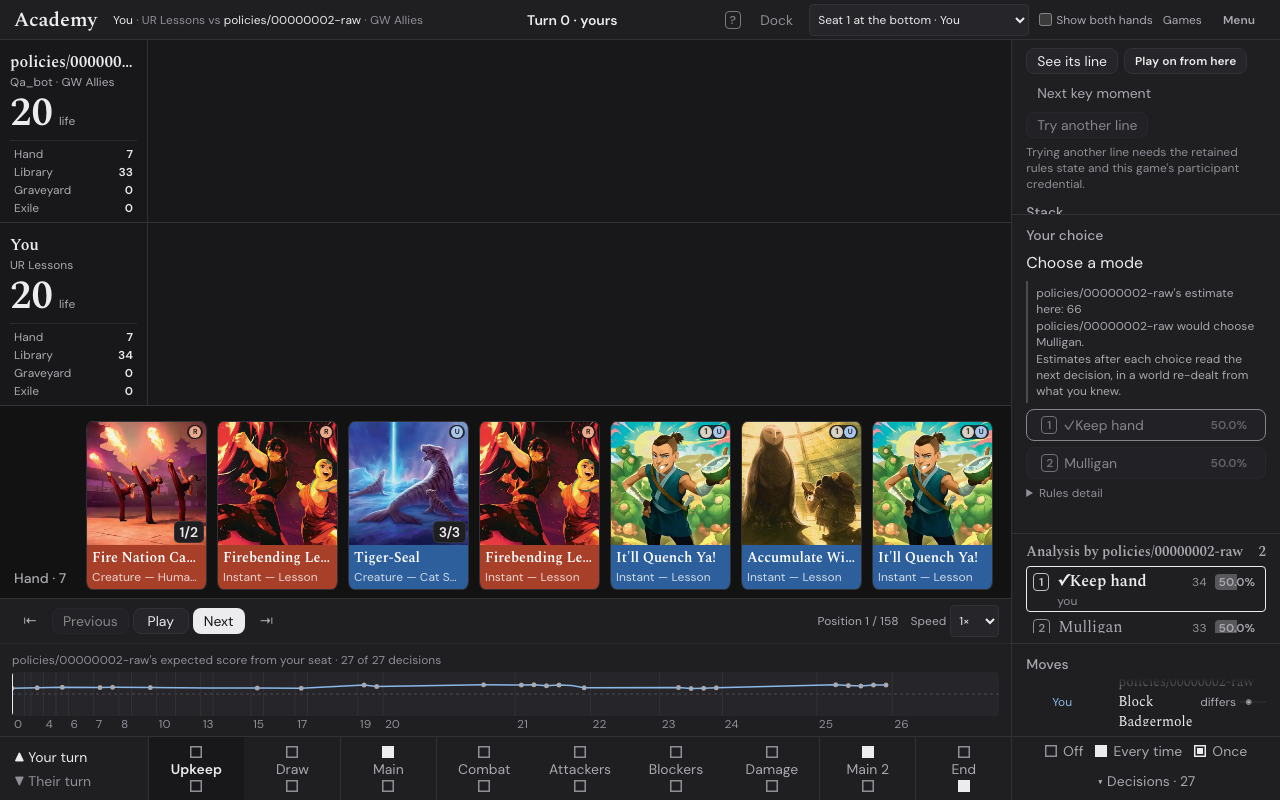 Academy You · UR Lessons vs policies/00000002-raw · GW Allies Turn 0 · yours ? Dock Seat 1 at the bottom · You Show both hands Games Menu
policies/000000...
Qa_bot · GW Allies
20 life
Hand 7
Library 33
Graveyard 0
Exile 0
You
UR Lessons
20 life
Hand 7
Library 34
Graveyard 0
Exile 0
See its line Play on from here
Next key moment
Try another line
Trying another line needs the retained
rules state and this game's participant
credential.
Stack
Your choice
Choose a mode
policies/00000002-raw's estimate
here: 66
policies/00000002-raw would choose
Mulligan.
Estimates after each choice read the
next decision, in a world re-dealt from
what you knew.
1 ✓Keep hand 50.0%
2 Mulligan 50.0%
▶ Rules detail
Analysis by policies/00000002-raw 2
1 ✓Keep hand 34 50.0%
you
2 Mulligan 33 50.0%
Moves
policies/00000002-raw
You Block differs
Badgermole
Hand · 7
R R U R 1 U 1 U 1 U
1/2 3/3
Fire Nation Ca... Firebending Le... Tiger-Seal Firebending Le... It'll Quench Ya! Accumulate Wi... It'll Quench Ya!
Creature — Huma... Instant — Lesson Creature — Cat S... Instant — Lesson Instant — Lesson Instant — Lesson Instant — Lesson
⇤ Previous Play Next ⇥ Position 1 / 158 Speed 1×
policies/00000002-raw's expected score from your seat · 27 of 27 decisions
0 4 6 7 8 10 13 15 17 19 20 21 22 23 24 25 26
▲ Your turn
▼ Their turn
Upkeep Draw Main Combat Attackers Blockers Damage Main 2 End
Off Every time Once
▾ Decisions · 27